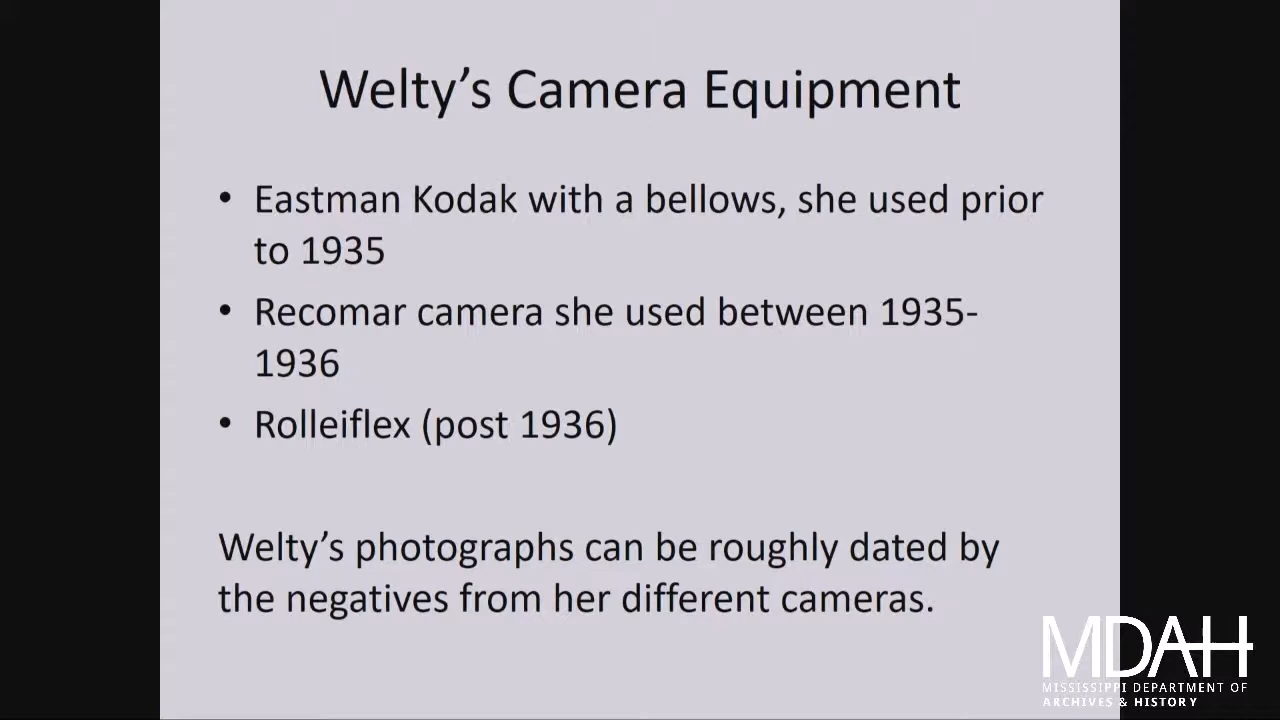 Welty’s Camera Equipment
• Eastman Kodak with a bellows, she used prior
to 1935
• Recomar camera she used between 1935-
1936
• Rolleiflex (post 1936)
Welty’s photographs can be roughly dated by
the negatives from her different cameras.
MDAH
MISSISSIPPI DEPARTMENT OF
ARCHIVES & HISTORY